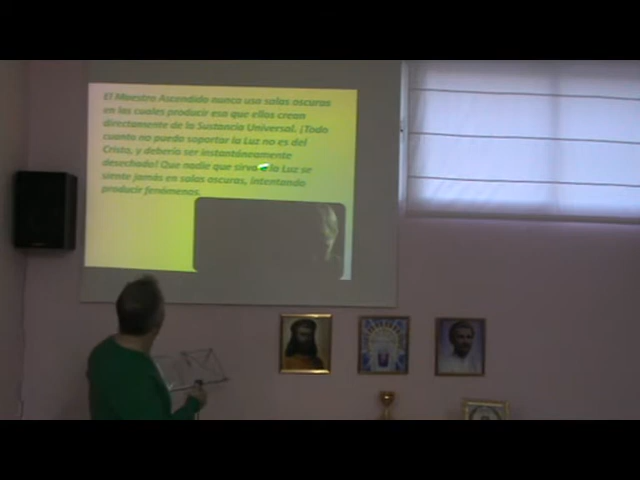 El Maestro Ascendido nunca usa salas oscuras
en las cuales producir esa que ellos crean
directamente de la Sustancia Universal. ¡Todo
cuanto no pueda soportar la Luz no es del
Cristo, y debería ser instantáneamente
desechado! Que nadie que sirva a la Luz se
siente jamás en salas oscuras, intentando
producir fenómenos.